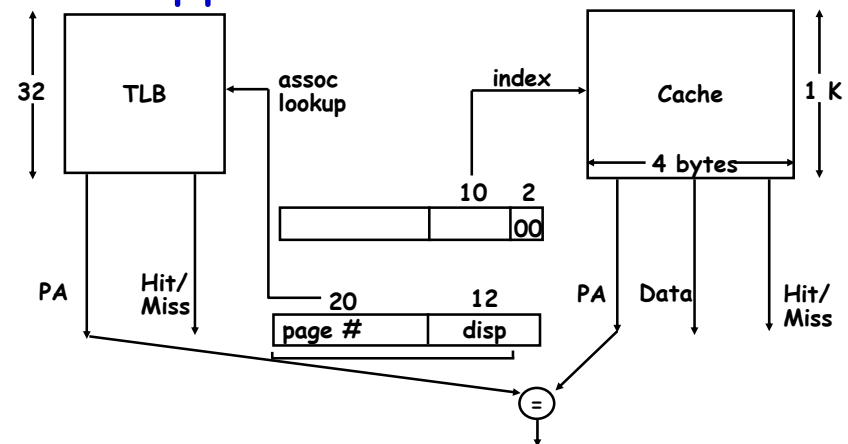 32
TLB
assoc
lookup
index
Cache
1 K
4 bytes
10
2
00
PA
Hit/
Miss
20
12
page #
disp
PA
Data
Hit/
Miss
=